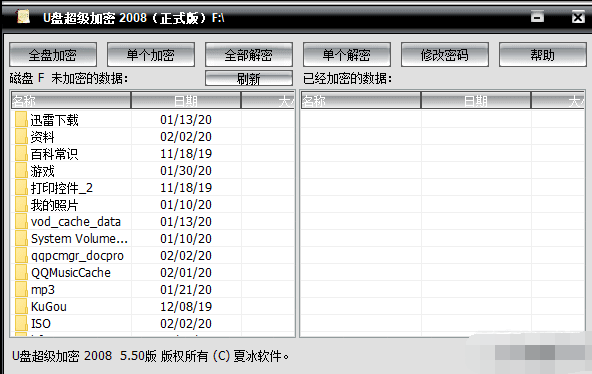 U盘超级加密 2008（正式版）F:\
全盘加密 单个加密 全部解密 单个解密 修改密码 帮助
磁盘 F 未加密的数据: 刷新 已经加密的数据:
名称 日期 大 名称 日期 大
迅雷下载 01/13/20
资料 02/02/20
百科常识 11/18/19
游戏 01/30/20
打印控件_2 11/18/19
我的照片 01/10/20
vod_cache_data 01/13/20
System Volume... 01/10/20
qqpcmgr_docpro 02/02/20
QQMusicCache 02/01/20
mp3 01/21/20
KuGou 12/08/19
ISO 02/02/20
U盘超级加密 2008 5.50版 版权所有 (C) 夏冰软件。